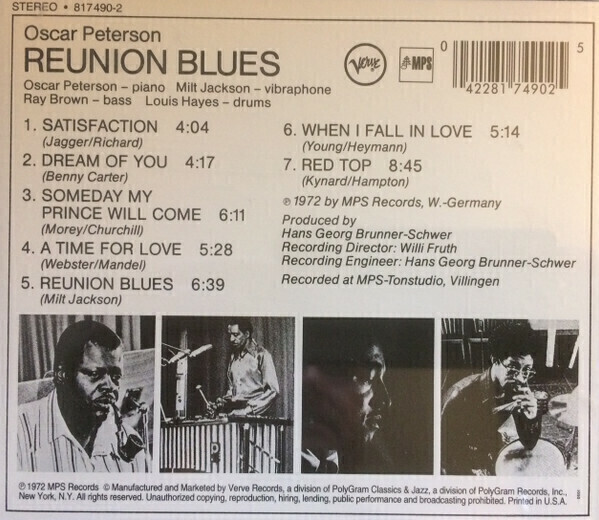 STEREO • 817490-2
Oscar Peterson
REUNION BLUES
Oscar Peterson – piano Milt Jackson – vibraphone
Ray Brown – bass Louis Hayes – drums
Verve
MPS
0 42281 74902 5
1. SATISFACTION 4:04
(Jagger/Richard)
2. DREAM OF YOU 4:17
(Benny Carter)
3. SOMEDAY MY
PRINCE WILL COME 6:11
(Morey/Churchill)
4. A TIME FOR LOVE 5:28
(Webster/Mandel)
5. REUNION BLUES 6:39
(Milt Jackson)
6. WHEN I FALL IN LOVE 5:14
(Young/Heymann)
7. RED TOP 8:45
(Kynard/Hampton)
℗ 1972 by MPS Records, W.-Germany
Produced by
Hans Georg Brunner-Schwer
Recording Director: Willi Fruth
Recording Engineer: Hans Georg Brunner-Schwer
Recorded at MPS-Tonstudio, Villingen
℗ 1972 MPS Records © Manufactured and Marketed by Verve Records, a division of PolyGram Classics & Jazz, a division of PolyGram Records, Inc.,
New York, N.Y. All rights reserved. Unauthorized copying, reproduction, hiring, lending, public performance and broadcasting prohibited. Printed in U.S.A.